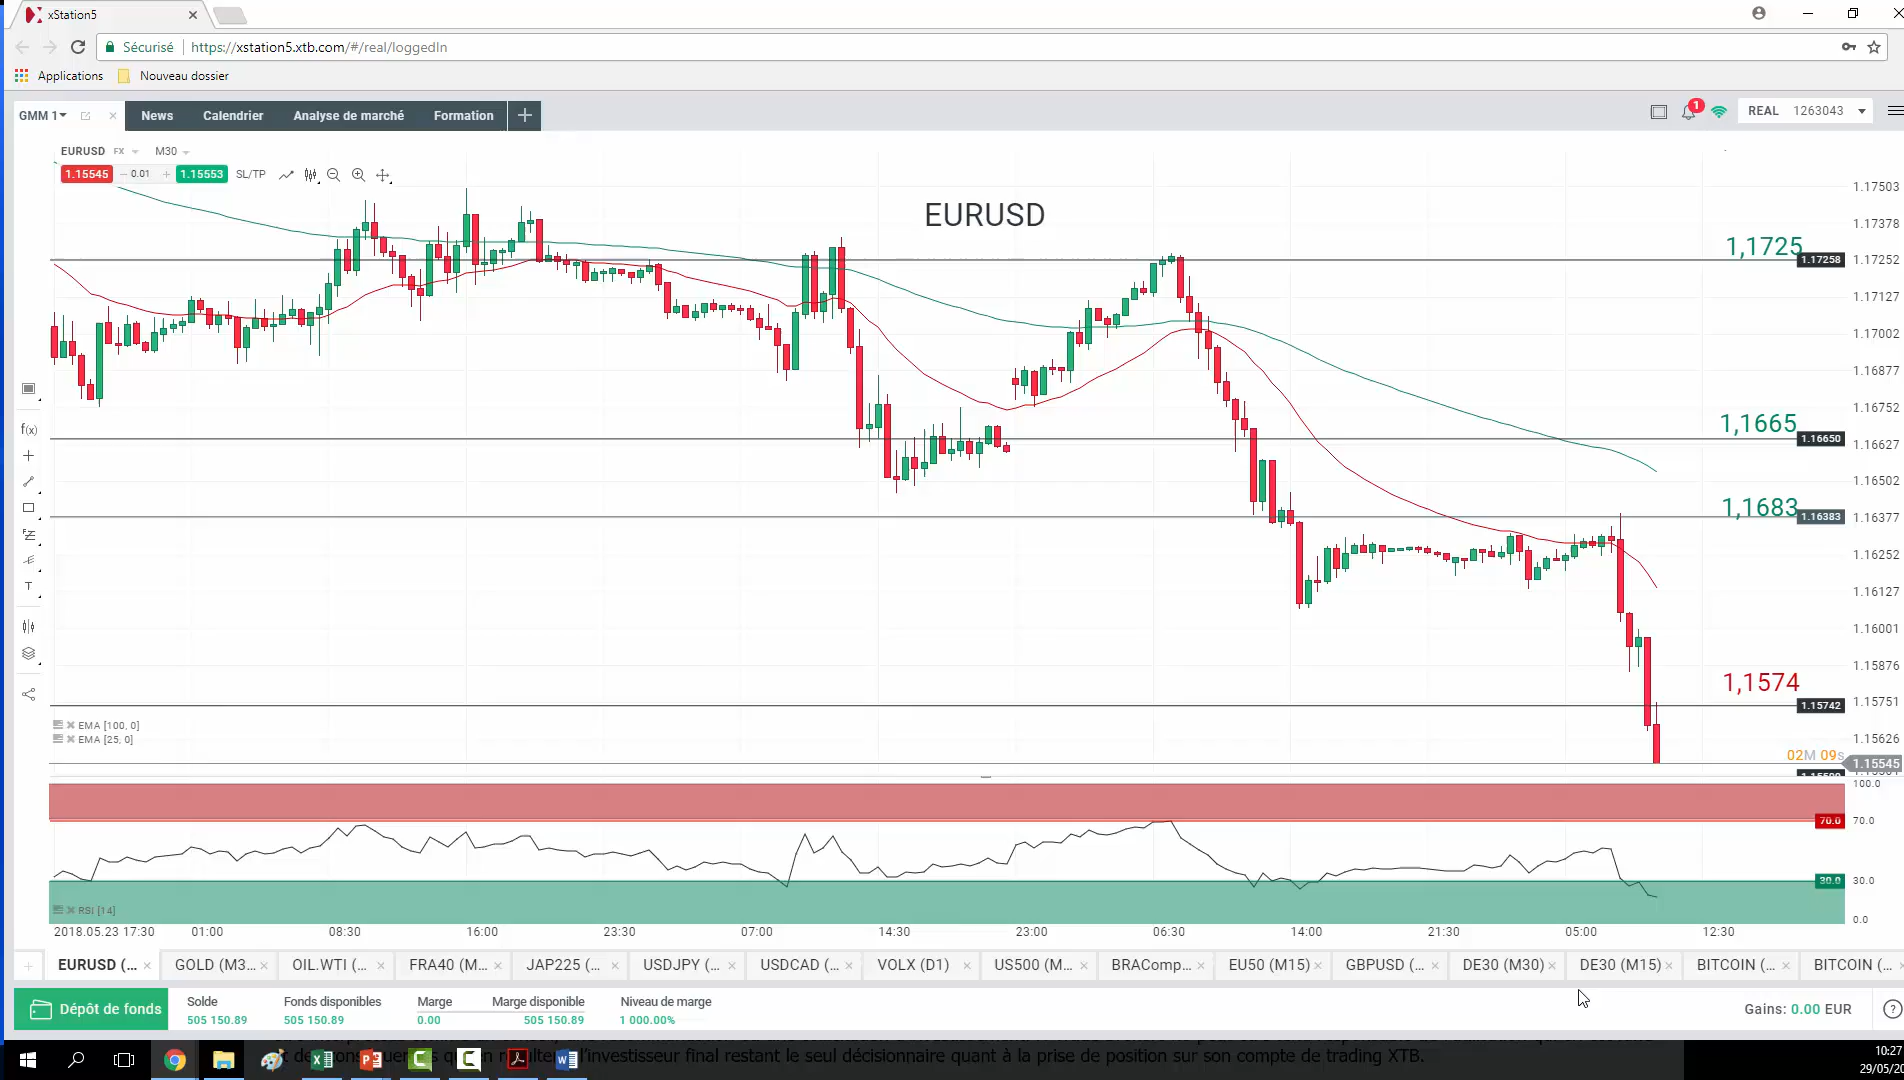 xStation5
Sécurisé
https://xstation5.xtb.com/#/real/loggedIn
Applications
Nouveau dossier
GMM 1
News
Calendrier
Analyse de marché
Formation
1
REAL 1263043
EURUSD FX M30
1.15545 0.01 1.15553 SL/TP
EURUSD
1.17503
1.17378
1,1725
1.17258
1.17252
1.17127
1.17002
1.16877
1.16752
1,1665
1.16650
1.16627
1.16502
1,1683
1.16383
1.16377
1.16252
1.16127
1.16001
1.15876
1,1574
1.15742
1.15751
1.15626
EMA [100, 0]
EMA [25, 0]
f(x)
T
02M 09s
1.15545
100.0
70.0
70.0
30.0
30.0
0.0
RSI [14]
2018.05.23 17:30 01:00 08:30 16:00 23:30 07:00 14:30 23:00 06:30 14:00 21:30 05:00 12:30
EURUSD (... GOLD (M3... OIL.WTI (... FRA40 (M... JAP225 (... USDJPY (... USDCAD (... VOLX (D1) US500 (M... BRAComp... EU50 (M15) GBPUSD (... DE30 (M30) DE30 (M15) BITCOIN (... BITCOIN (...
Dépôt de fonds
Solde Fonds disponibles Marge Marge disponible Niveau de marge
505 150.89 505 150.89 0.00 505 150.89 1 000.00%
Gains: 0.00 EUR
l'investisseur final restant le seul décisionnaire quant à la prise de position sur son compte de trading XTB.
10:27
29/05/20